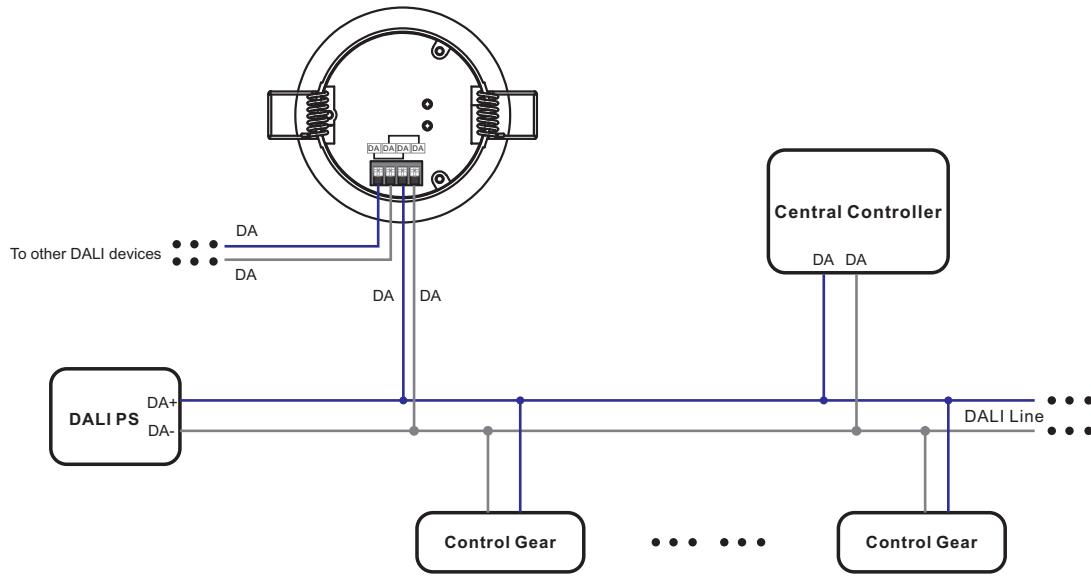 DA DA DA DA
Central Controller
DA
To other DALI devices
DA DA
DA
DA DA
DALI PS
DA+
DA-
DALI Line
Control Gear
Control Gear